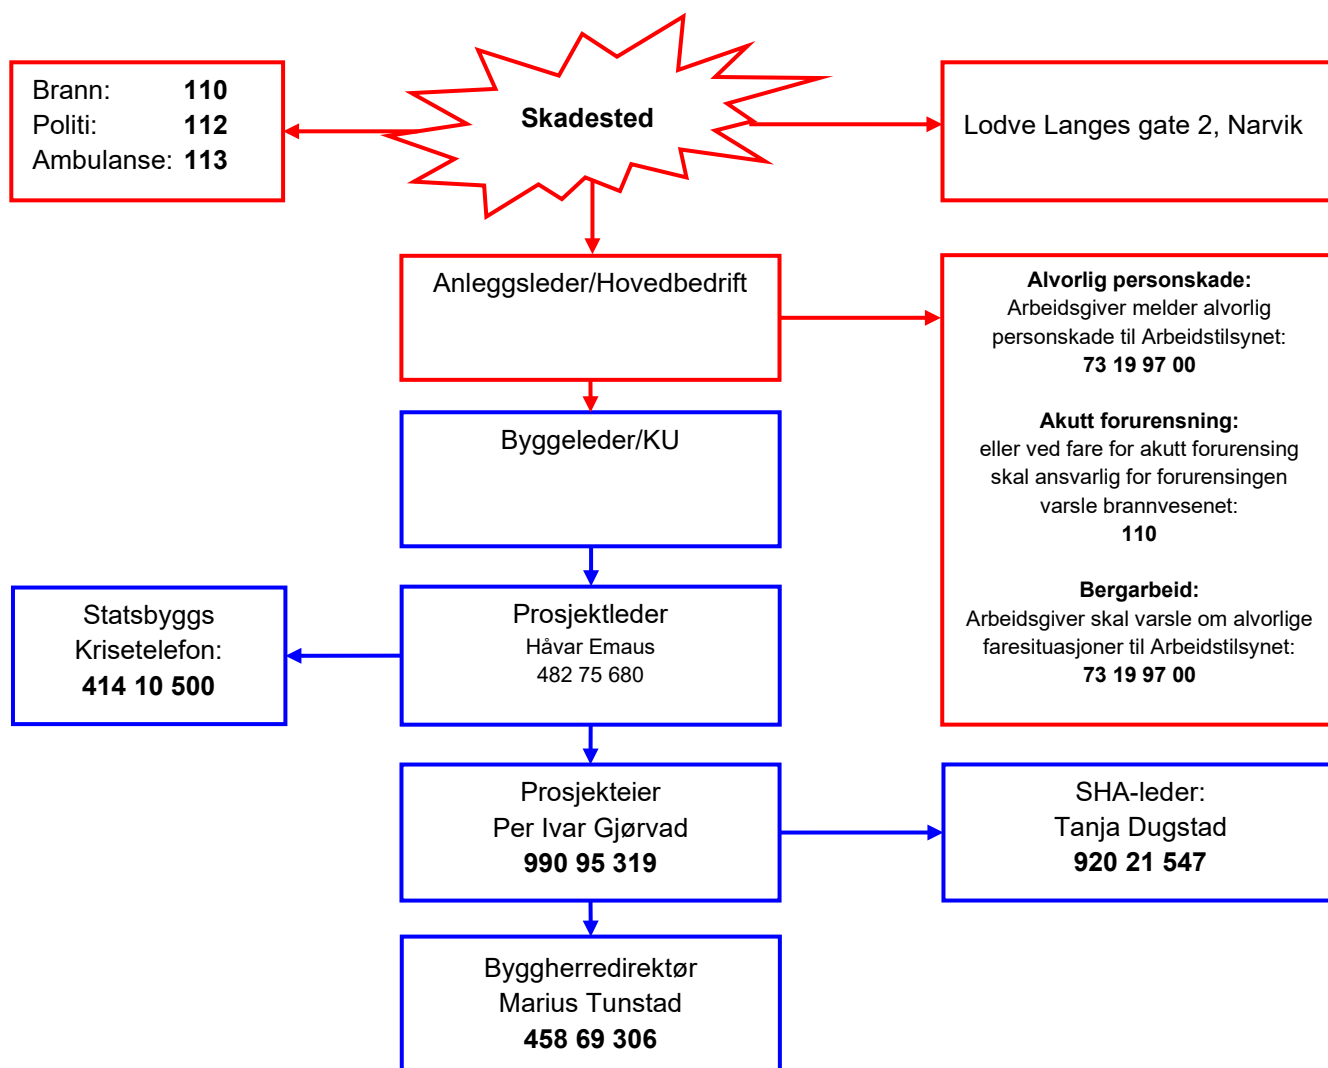 Brann: 110
Politi: 112
Ambulanse: 113
Skadested
Lodve Langes gate 2, Narvik
Anleggsleder/Hovedbedrift
Alvorlig personskade:
Arbeidsgiver melder alvorlig
personskade til Arbeidstilsynet:
73 19 97 00
Akutt forurensning:
eller ved fare for akutt forurensing
skal ansvarlig for forurensingen
varsle brannvesenet:
110
Bergarbeid:
Arbeidsgiver skal varsle om alvorlige
faresituasjoner til Arbeidstilsynet:
73 19 97 00
Byggeleder/KU
Statsbyggs
Krisetelefon:
414 10 500
Prosjektleder
Håvar Emaus
482 75 680
Prosjekteier
Per Ivar Gjørvad
990 95 319
SHA-leder:
Tanja Dugstad
920 21 547
Byggherredirektør
Marius Tunstad
458 69 306